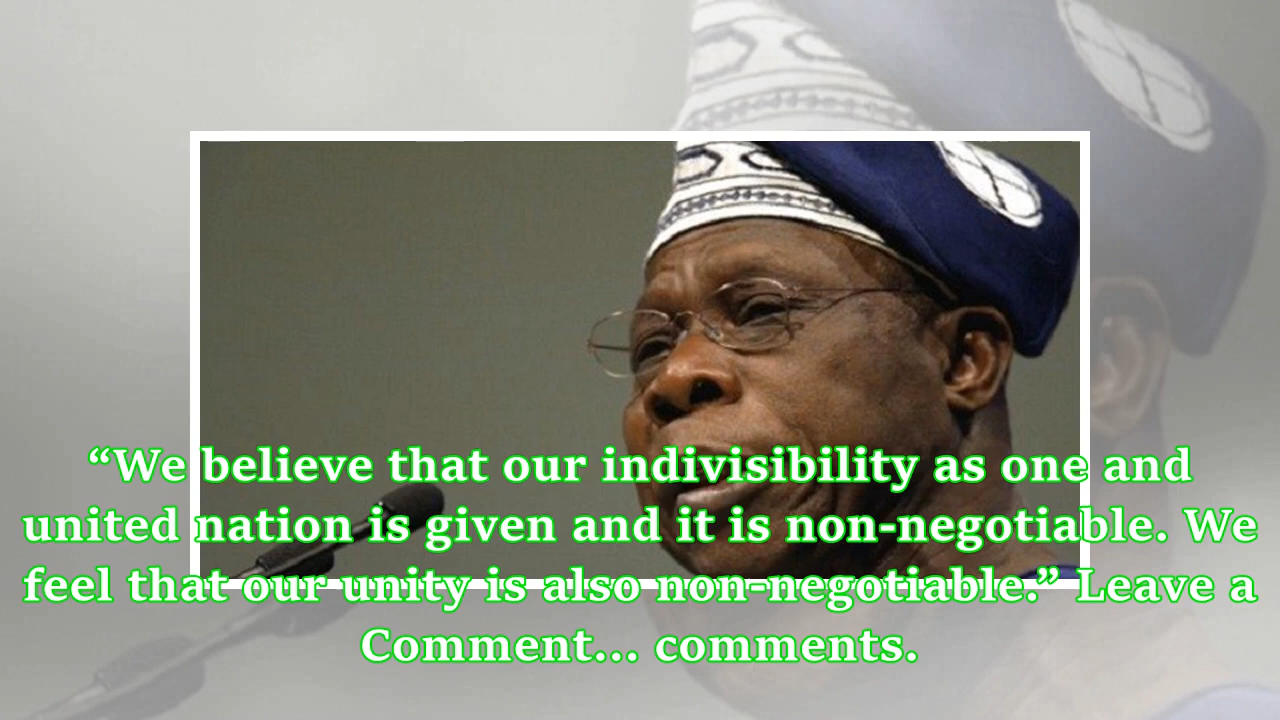 “We believe that our indivisibility as one and
united nation is given and it is non-negotiable. We
feel that our unity is also non-negotiable.” Leave a
Comment... comments.